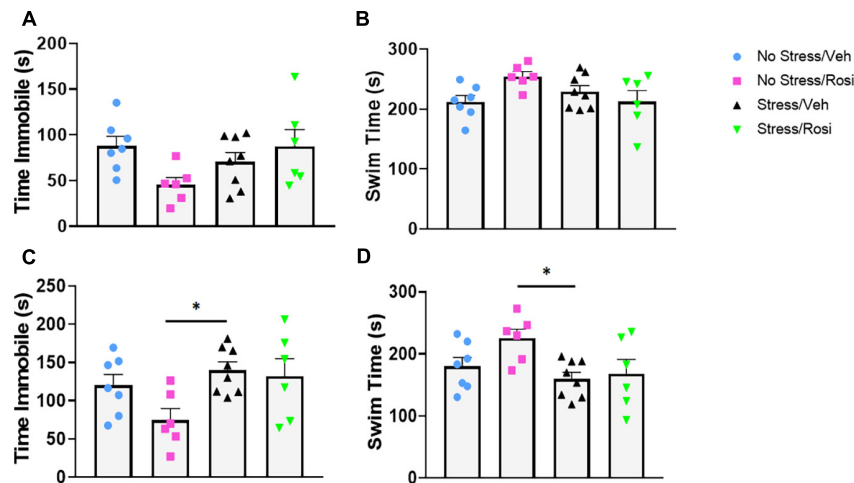 A
Time Immobile (s)
200
150
100
50
0
B
Swim Time (s)
300
200
100
0
No Stress/Veh
No Stress/Rosi
Stress/Veh
Stress/Rosi
C
Time Immobile (s)
250
200
150
100
50
0
*
D
Swim Time (s)
300
200
100
0
*